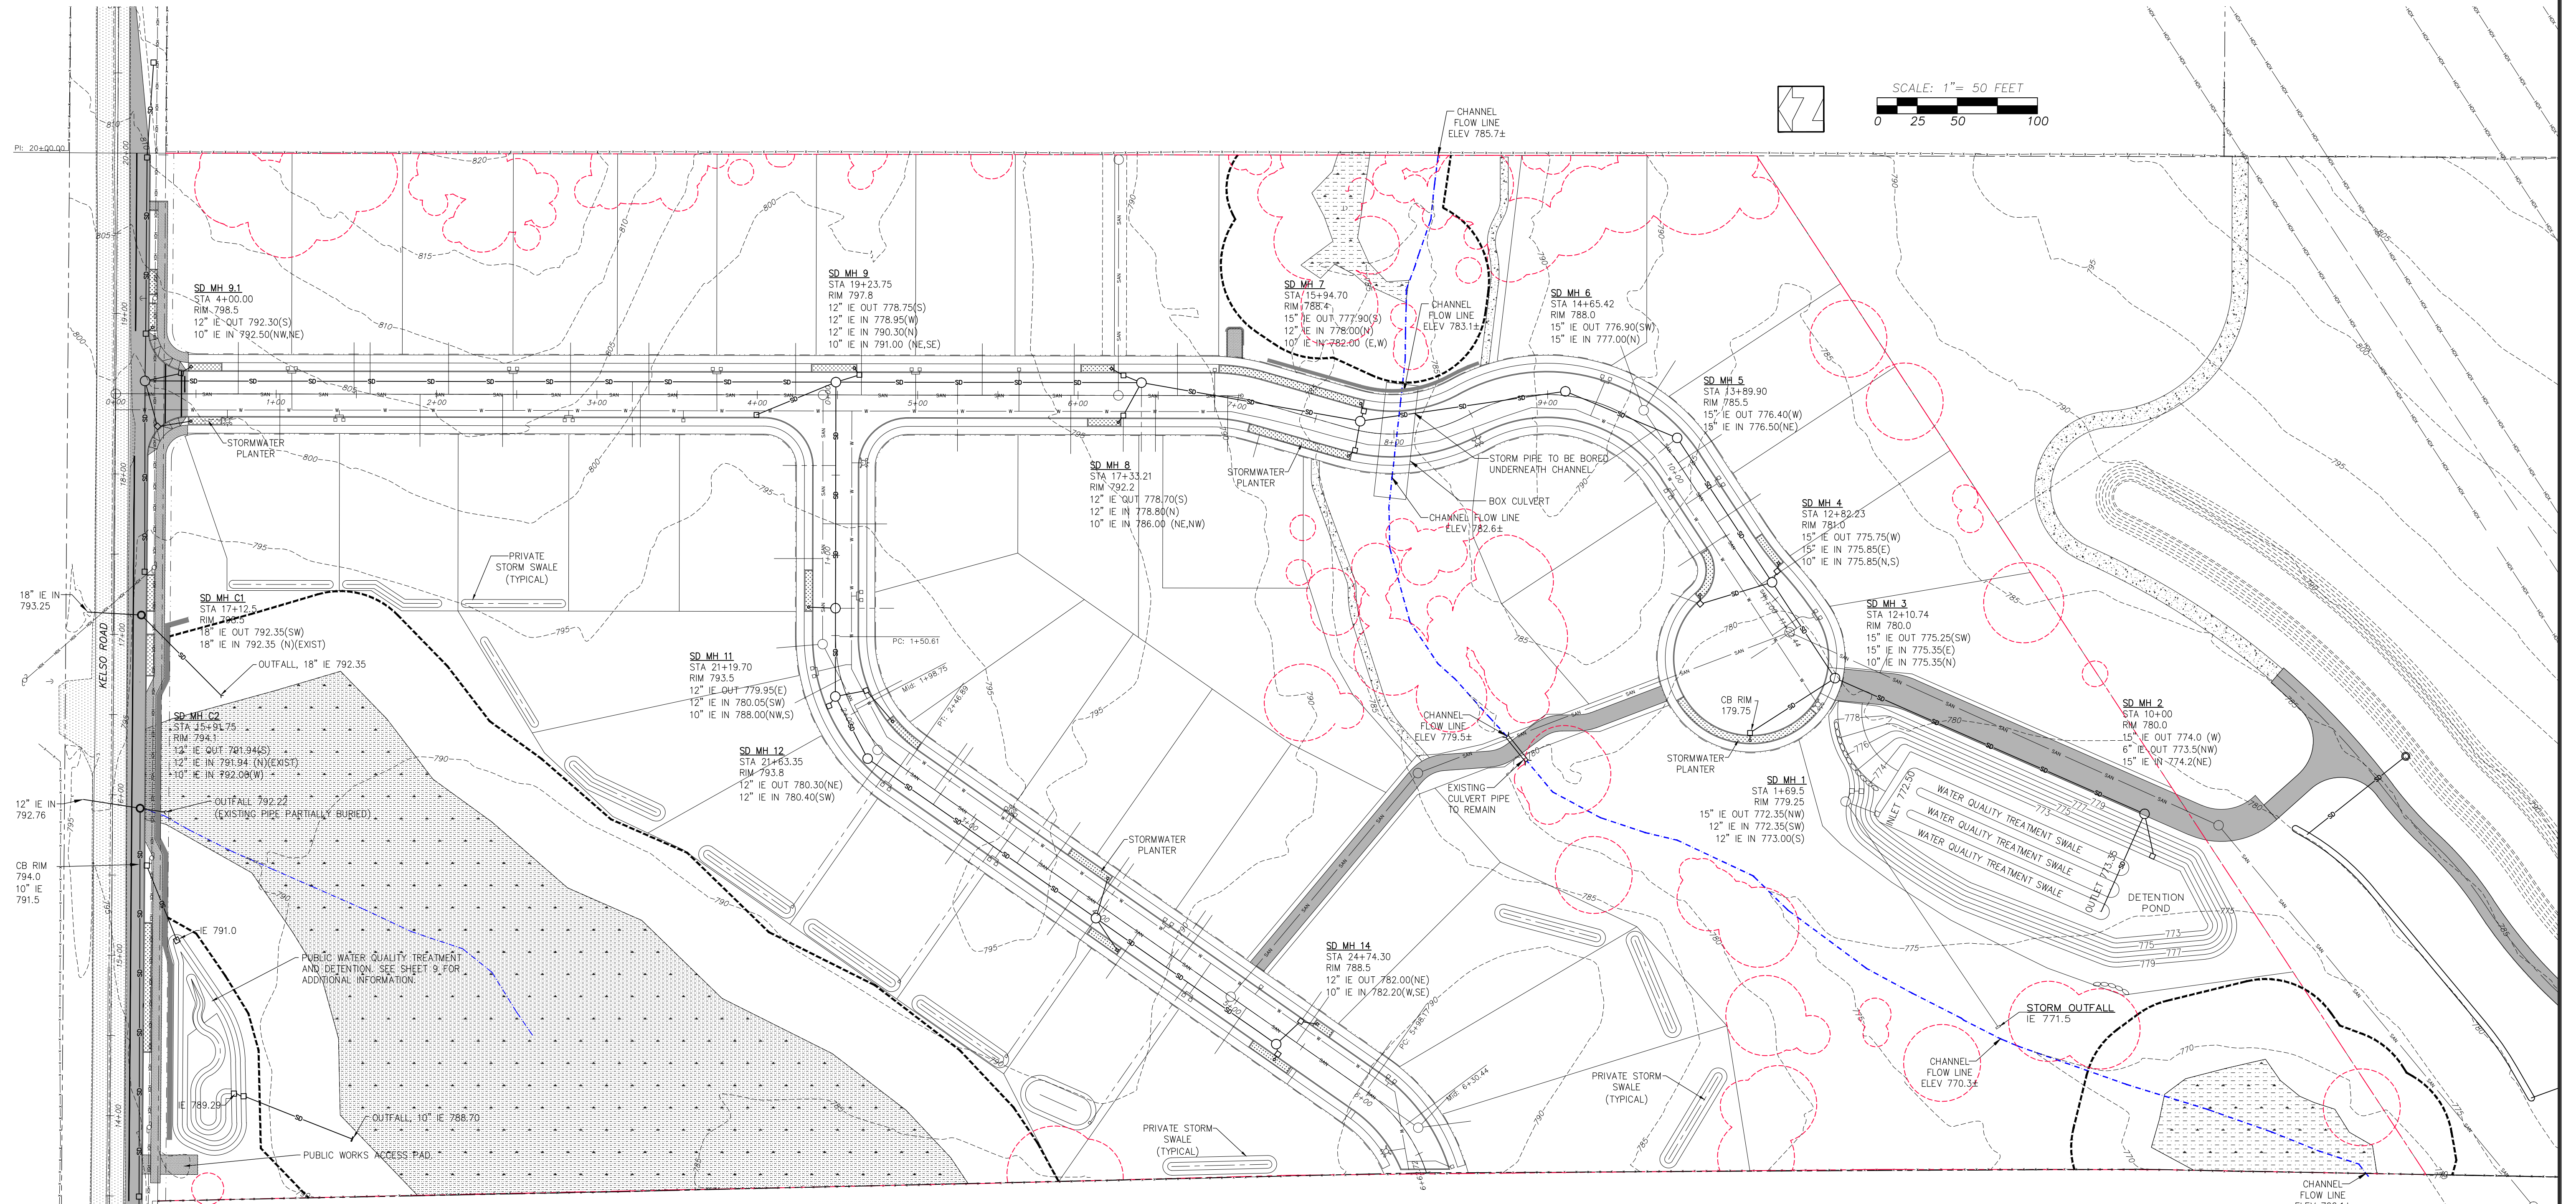 SCALE: 1"= 50 FEET
0 25 50 100
CHANNEL
FLOW LINE
ELEV 785.7±
PI: 20+00.00
KELSO ROAD
SD MH 9.1
STA 4+00.00
RIM 798.5
12" IE OUT 792.30(S)
10" IE IN 792.50(NW,NE)
SD MH 9
STA 19+23.75
RIM 797.8
12" IE OUT 778.75(S)
12" IE IN 778.95(W)
12" IE IN 790.30(N)
10" IE IN 791.00 (NE,SE)
SD MH 7
STA 15+94.70
RIM 788.4
15" IE OUT 777.90(S)
12" IE IN 778.00(N)
10" IE IN 782.00 (E,W)
CHANNEL
FLOW LINE
ELEV 783.1±
SD MH 6
STA 14+65.42
RIM 788.0
15" IE OUT 776.90(SW)
15" IE IN 777.00(N)
SD MH 5
STA 13+89.90
RIM 785.5
15" IE OUT 776.40(W)
15" IE IN 776.50(NE)
STORMWATER
PLANTER
SD MH 8
STA 17+33.21
RIM 792.2
12" IE OUT 778.70(S)
12" IE IN 778.80(N)
10" IE IN 786.00 (NE,NW)
STORMWATER
PLANTER
STORM PIPE TO BE BORED
UNDERNEATH CHANNEL
BOX CULVERT
CHANNEL FLOW LINE
ELEV 782.6±
SD MH 4
STA 12+82.23
RIM 781.0
15" IE OUT 775.75(W)
15" IE IN 775.85(E)
10" IE IN 775.85(N,S)
PRIVATE
STORM SWALE
(TYPICAL)
18" IE IN
793.25
SD MH C1
STA 17+12.5
18" IE OUT 792.35(SW)
18" IE IN 792.35 (N)(EXIST)
OUTFALL, 18" IE 792.35
SD MH 3
STA 12+10.74
RIM 780.0
15" IE OUT 775.25(SW)
15" IE IN 775.35(E)
10" IE IN 775.35(N)
PC: 1+50.61
Mid: 1+98.75
PT: 2+46.89
SD MH 11
STA 21+19.70
RIM 793.5
12" IE OUT 779.95(E)
12" IE IN 780.05(SW)
10" IE IN 788.00(NW,S)
CB RIM
179.75
CHANNEL
FLOW LINE
ELEV 779.5±
SD MH 2
STA 10+00
RIM 780.0
15" IE OUT 774.0 (W)
6" IE OUT 773.5(NW)
15" IE IN 774.2(NE)
SD MH C2
STA 15+91.75
RIM 794.1
12" IE OUT 791.94(S)
12" IE IN 791.94 (N)(EXIST)
10" IE IN 792.00(W)
SD MH 12
STA 21+63.35
RIM 793.8
12" IE OUT 780.30(NE)
12" IE IN 780.40(SW)
STORMWATER
PLANTER
EXISTING
CULVERT PIPE
TO REMAIN
SD MH 1
STA 1+69.5
RIM 779.25
15" IE OUT 772.35(NW)
12" IE IN 772.35(SW)
12" IE IN 773.00(S)
INLET 772.50
WATER QUALITY TREATMENT SWALE
WATER QUALITY TREATMENT SWALE
WATER QUALITY TREATMENT SWALE
OUTLET 773.35
DETENTION
POND
12" IE IN
792.76
OUTFALL 792.22
(EXISTING PIPE PARTIALLY BURIED)
STORMWATER
PLANTER
CB RIM
794.0
10" IE
791.5
IE 791.0
PUBLIC WATER QUALITY TREATMENT
AND DETENTION. SEE SHEET 9 FOR
ADDITIONAL INFORMATION.
SD MH 14
STA 24+74.30
RIM 788.5
12" IE OUT 782.00(NE)
10" IE IN 782.20(W,SE)
PC: 5+98.17
Mid: 6+30.44
STORM OUTFALL
IE 771.5
CHANNEL
FLOW LINE
ELEV 770.3±
IE 789.29
OUTFALL, 10" IE 788.70
PUBLIC WORKS ACCESS PAD
PRIVATE STORM
SWALE
(TYPICAL)
PRIVATE STORM
SWALE
(TYPICAL)
CHANNEL
FLOW LINE